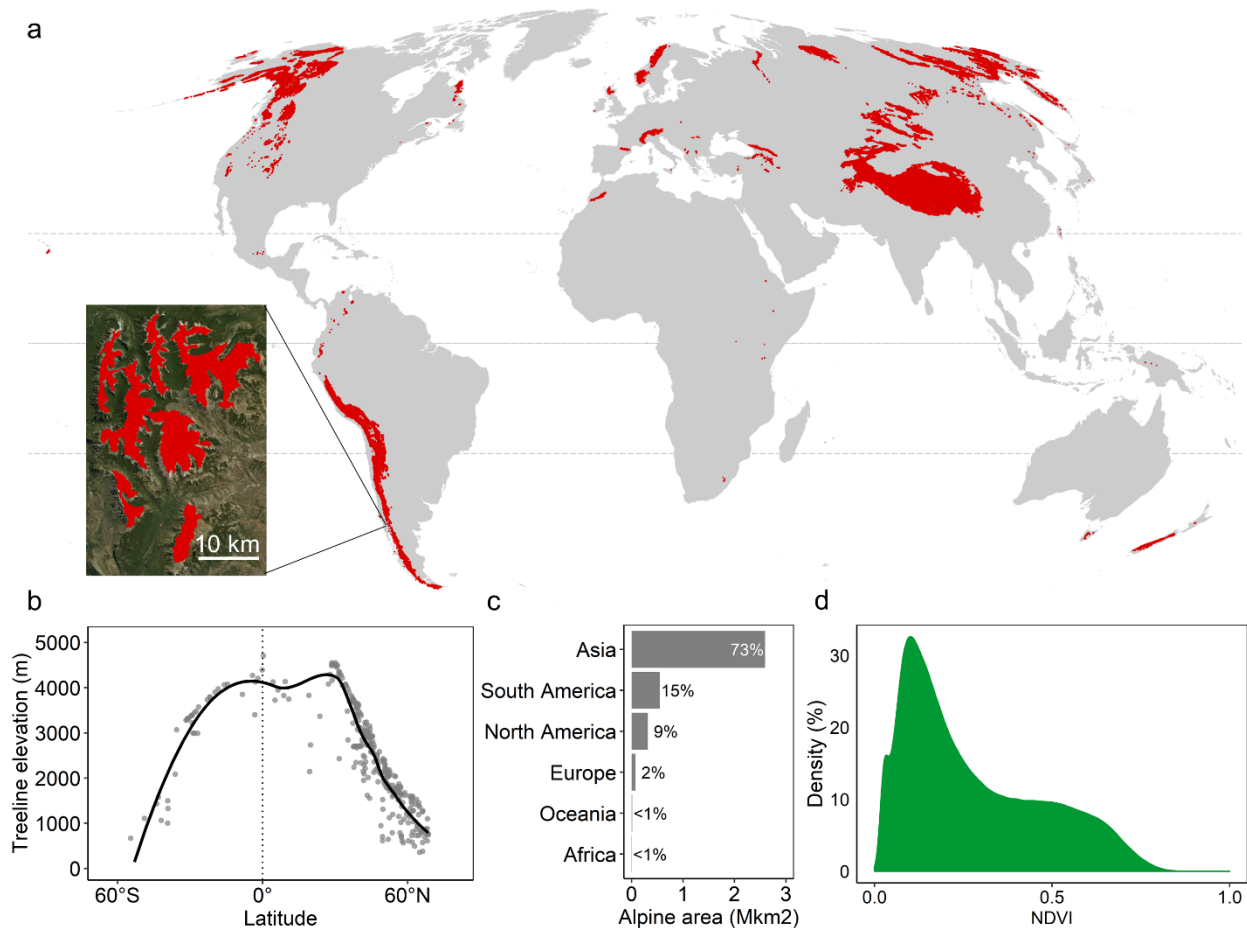 a
10 km
b
5000
4000
3000
2000
1000
0
Treeline elevation (m)
60°S
0°
60°N
Latitude
c
Asia
73%
South America
15%
North America
9%
Europe
2%
Oceania
<1%
Africa
<1%
0
1
2
3
Alpine area (Mkm2)
d
30
20
10
0
Density (%)
0.0
0.5
1.0
NDVI